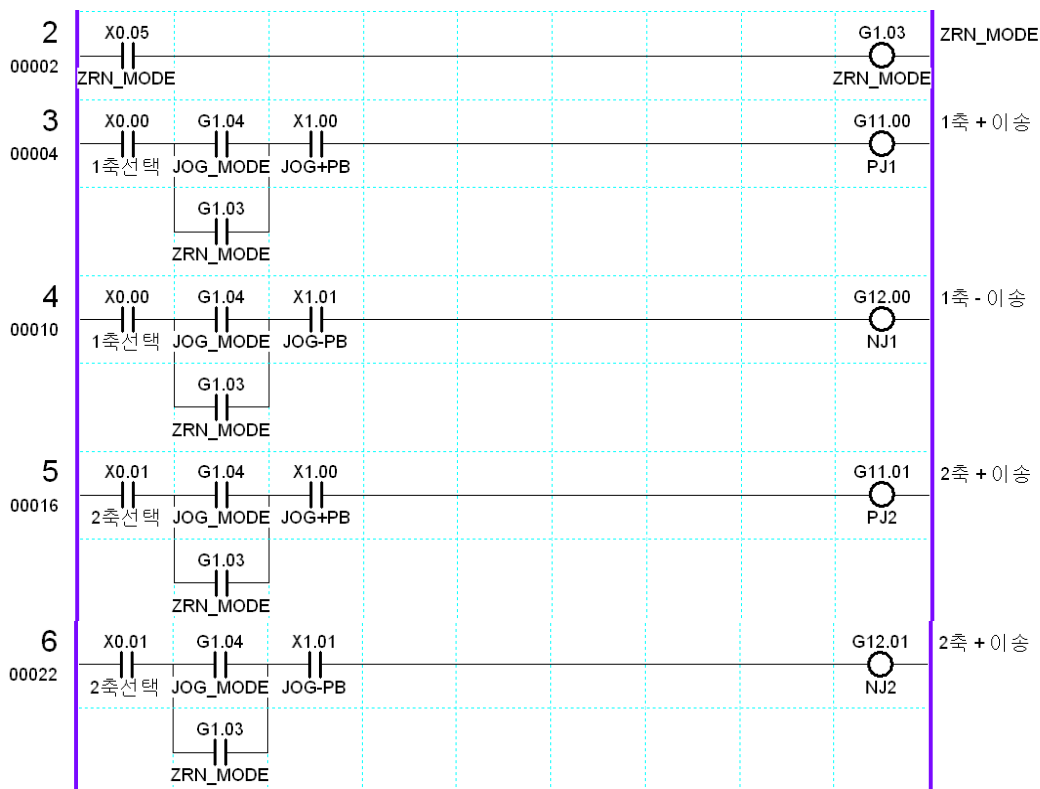 2 X0.05 G1.03 ZRN_MODE
00002 ZRN_MODE ZRN_MODE
3 X0.00 G1.04 X1.00 G11.00 1축 + 이송
00004 1축선택 JOG_MODE JOG+PB PJ1
G1.03
ZRN_MODE
4 X0.00 G1.04 X1.01 G12.00 1축 - 이송
00010 1축선택 JOG_MODE JOG-PB NJ1
G1.03
ZRN_MODE
5 X0.01 G1.04 X1.00 G11.01 2축 + 이송
00016 2축선택 JOG_MODE JOG+PB PJ2
G1.03
ZRN_MODE
6 X0.01 G1.04 X1.01 G12.01 2축 + 이송
00022 2축선택 JOG_MODE JOG-PB NJ2
G1.03
ZRN_MODE